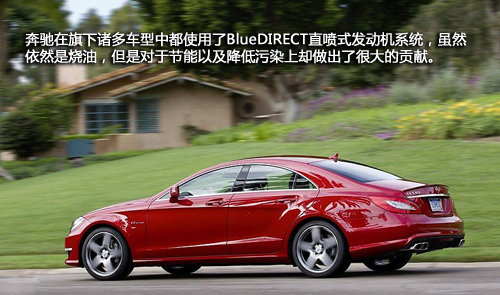 奔驰在旗下诸多车型中都使用了BlueDIRECT直喷式发动机系统，虽然
依然是烧油，但是对于节能以及降低污染上却做出了很大的贡献。